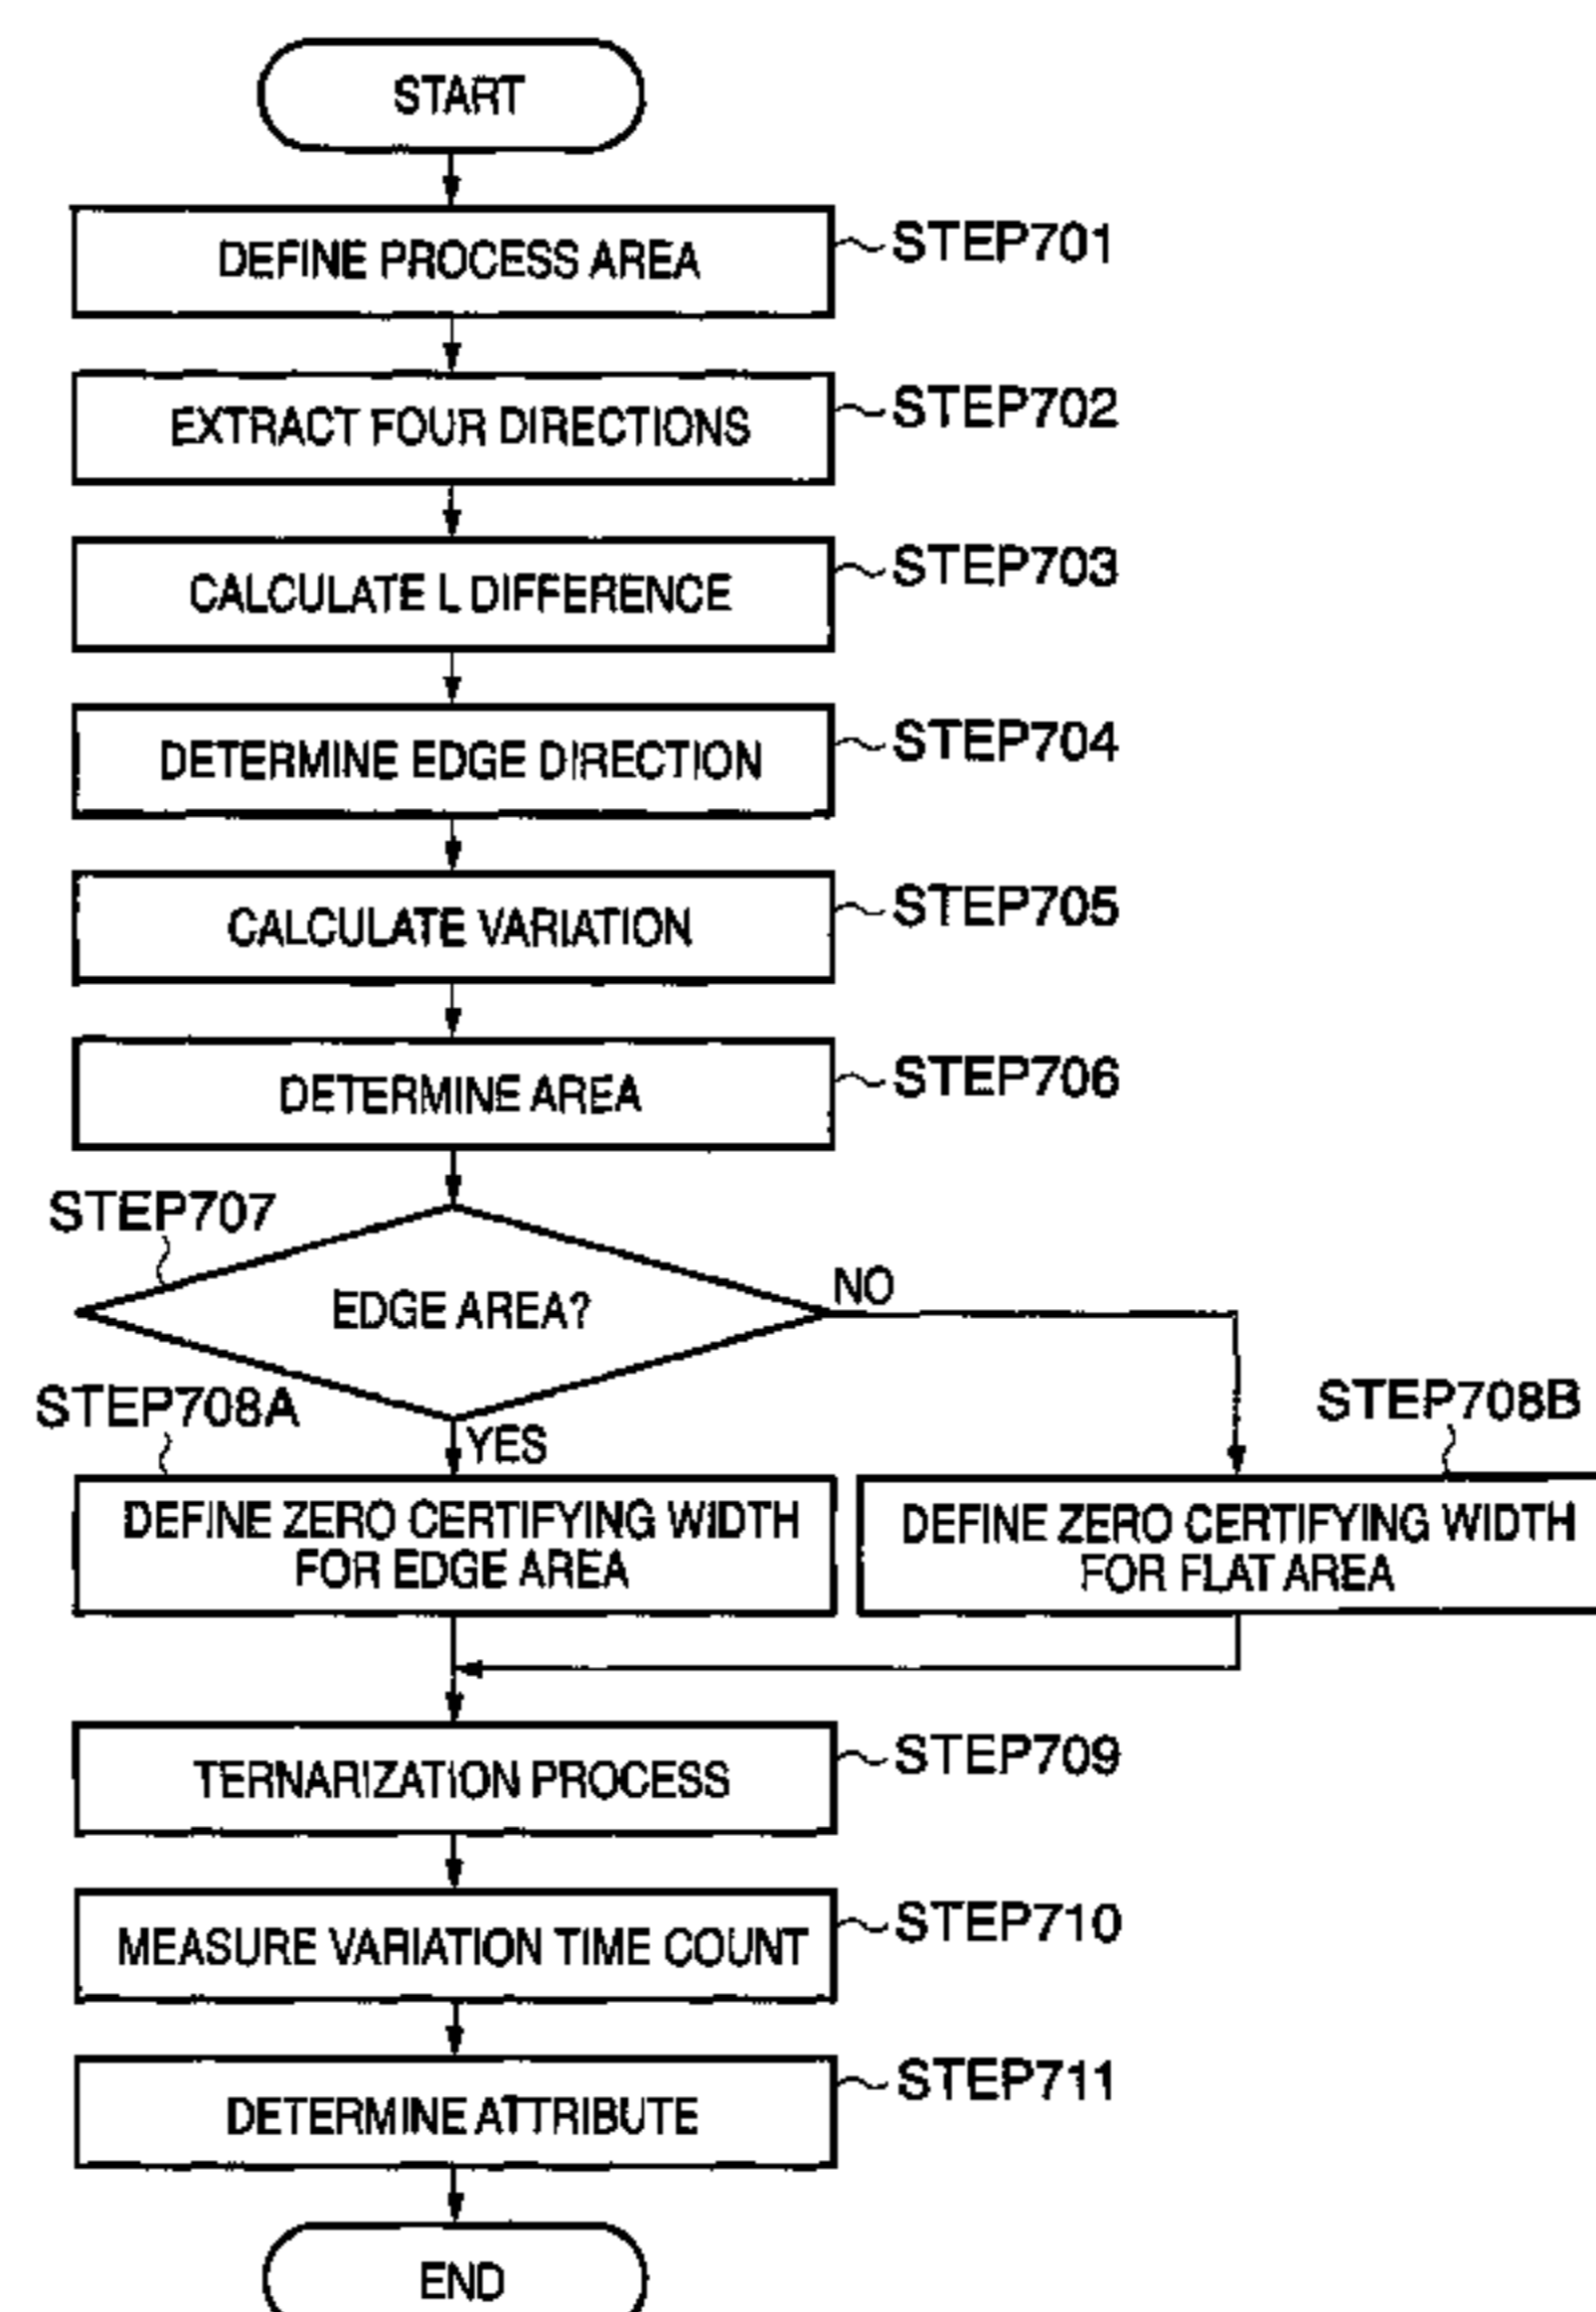 START
DEFINE PROCESS AREA
STEP701
EXTRACT FOUR DIRECTIONS
STEP702
CALCULATE L DIFFERENCE
STEP703
DETERMINE EDGE DIRECTION
STEP704
CALCULATE VARIATION
STEP705
DETERMINE AREA
STEP706
STEP707
EDGE AREA?
NO
YES
STEP708A
DEFINE ZERO CERTIFYING WIDTH
FOR EDGE AREA
STEP708B
DEFINE ZERO CERTIFYING WIDTH
FOR FLAT AREA
TERNARIZATION PROCESS
STEP709
MEASURE VARIATION TIME COUNT
STEP710
DETERMINE ATTRIBUTE
STEP711
END